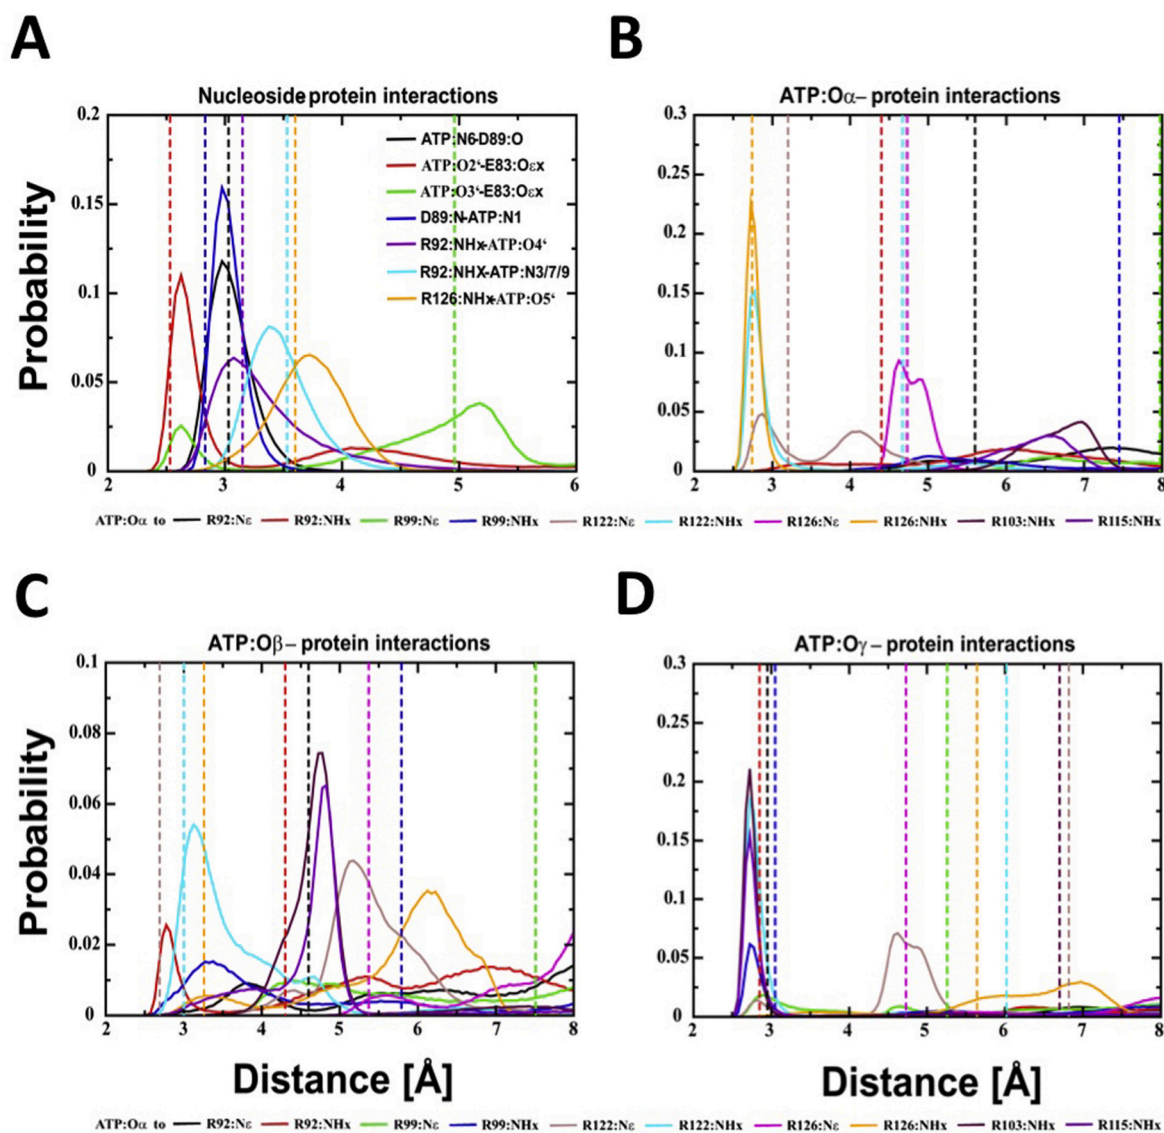 A
B
Nucleoside protein interactions
ATP:Oα– protein interactions
0.2
0.15
0.1
0.05
0
Probability
ATP:N6-D89:O
ATP:O2‘-E83:Oεx
ATP:O3‘-E83:Oεx
D89:N-ATP:N1
R92:NHx-ATP:O4‘
R92:NHX-ATP:N3/7/9
R126:NHx-ATP:O5‘
2 3 4 5 6
0.3
0.25
0.2
0.15
0.1
0.05
0
2 3 4 5 6 7 8
ATP:Oα to R92:Nε R92:NHx R99:Nε R99:NHx R122:Nε R122:NHx R126:Nε R126:NHx R103:NHx R115:NHx
C
D
ATP:Oβ– protein interactions
ATP:Oγ– protein interactions
0.1
0.08
0.06
0.04
0.02
0
Probability
2 3 4 5 6 7 8
0.3
0.25
0.2
0.15
0.1
0.05
0
2 3 4 5 6 7 8
Distance [Å]
Distance [Å]
ATP:Oα to R92:Nε R92:NHx R99:Nε R99:NHx R122:Nε R122:NHx R126:Nε R126:NHx R103:NHx R115:NHx